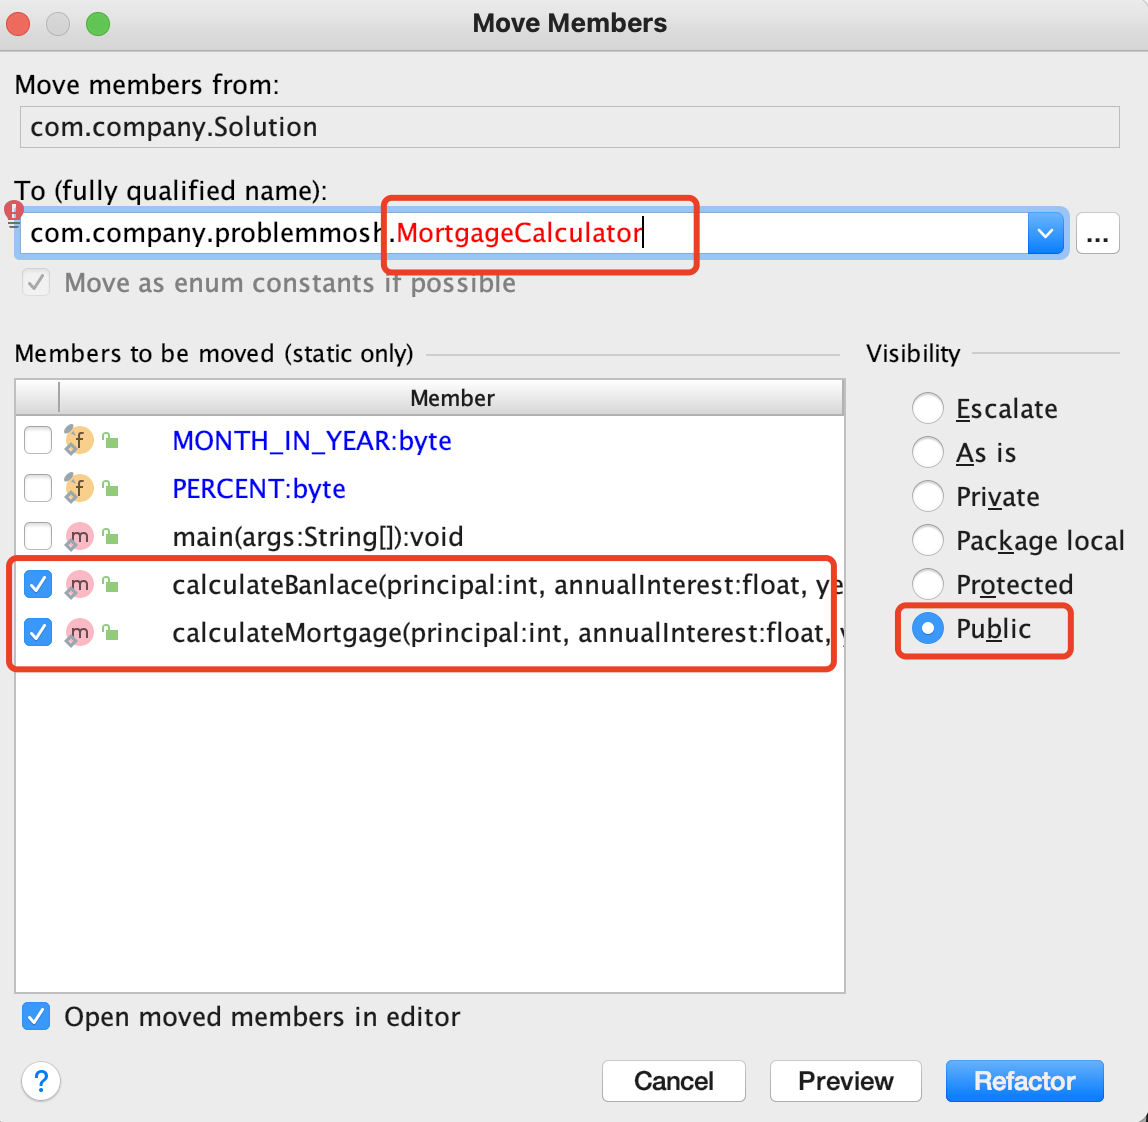 Move Members
Move members from:
com.company.Solution
To (fully qualified name):
com.company.problemmosh.MortgageCalculator
...
Move as enum constants if possible
Members to be moved (static only)
Visibility
Member
Escalate
f MONTH_IN_YEAR:byte
As is
f PERCENT:byte
Private
m main(args:String[]):void
Package local
m calculateBanlace(principal:int, annualInterest:float, ye
Protected
m calculateMortgage(principal:int, annualInterest:float,
Public
Open moved members in editor
?
Cancel
Preview
Refactor